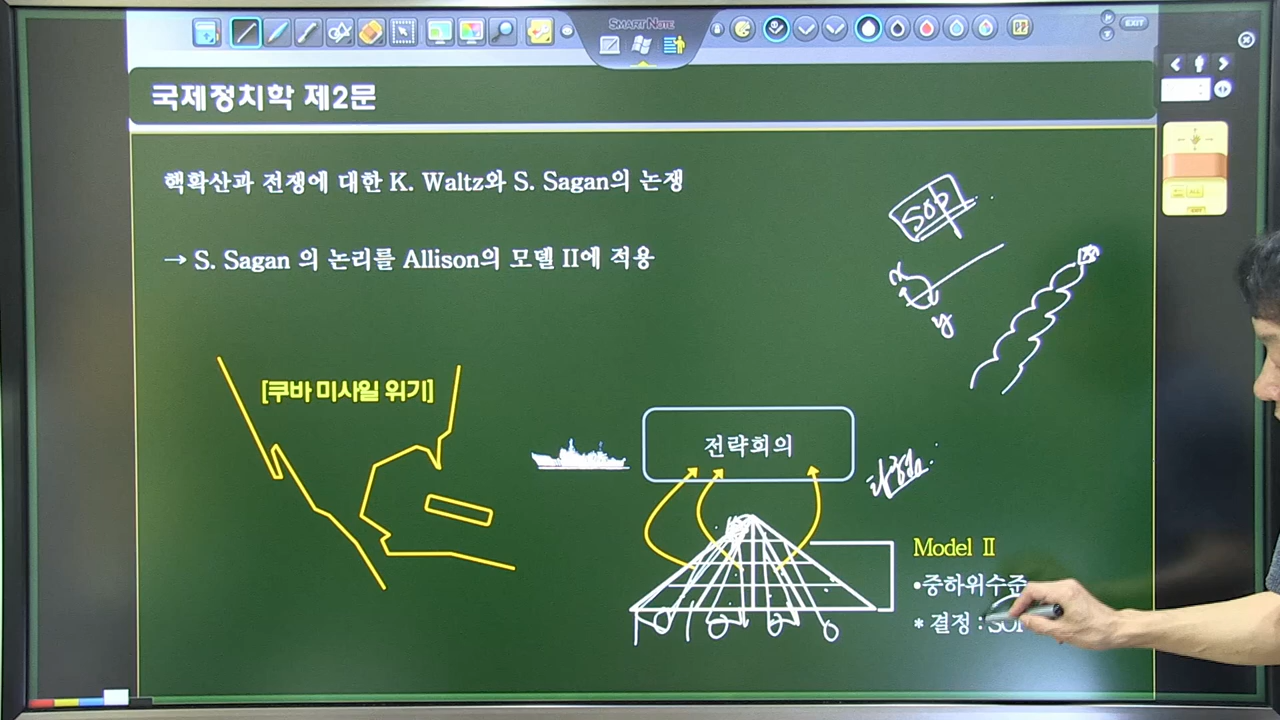 SMART NOTE
EXIT
국제정치학 제2문
핵확산과 전쟁에 대한 K. Waltz와 S. Sagan의 논쟁
→ S. Sagan 의 논리를 Allison의 모델 II에 적용
SOP
x
y
[쿠바 미사일 위기]
전략회의
Model II
•중하위수준
* 결정 : SOP